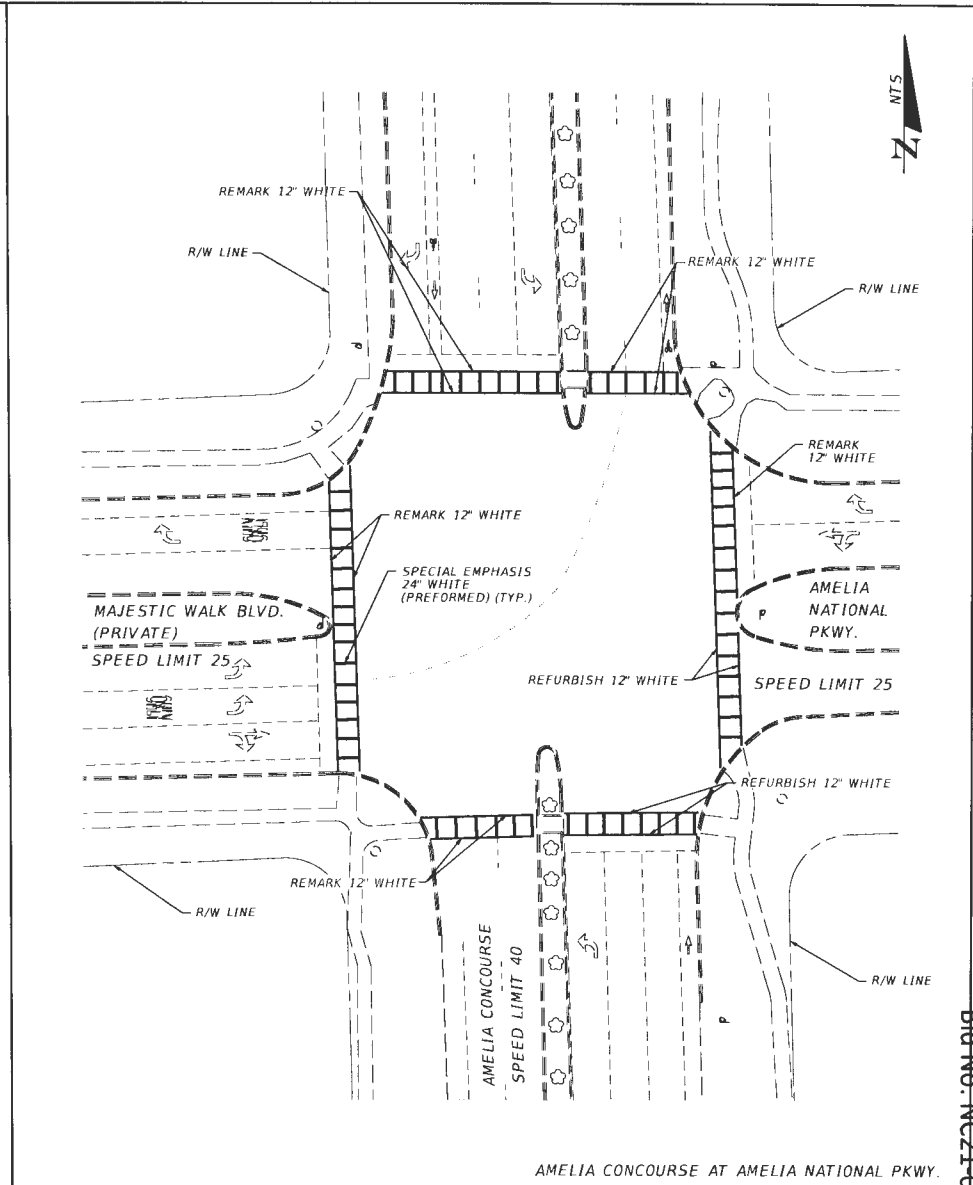 NTS
N
REMARK 12" WHITE
R/W LINE
REMARK 12" WHITE
R/W LINE
REMARK
12" WHITE
REMARK 12" WHITE
SPECIAL EMPHASIS
24" WHITE
(PREFORMED) (TYP.)
MAJESTIC WALK BLVD.
(PRIVATE)
SPEED LIMIT 25
AMELIA
NATIONAL
PKWY.
REFURBISH 12" WHITE
SPEED LIMIT 25
REFURBISH 12" WHITE
REMARK 12" WHITE
R/W LINE
AMELIA CONCOURSE
SPEED LIMIT 40
R/W LINE
AMELIA CONCOURSE AT AMELIA NATIONAL PKWY.